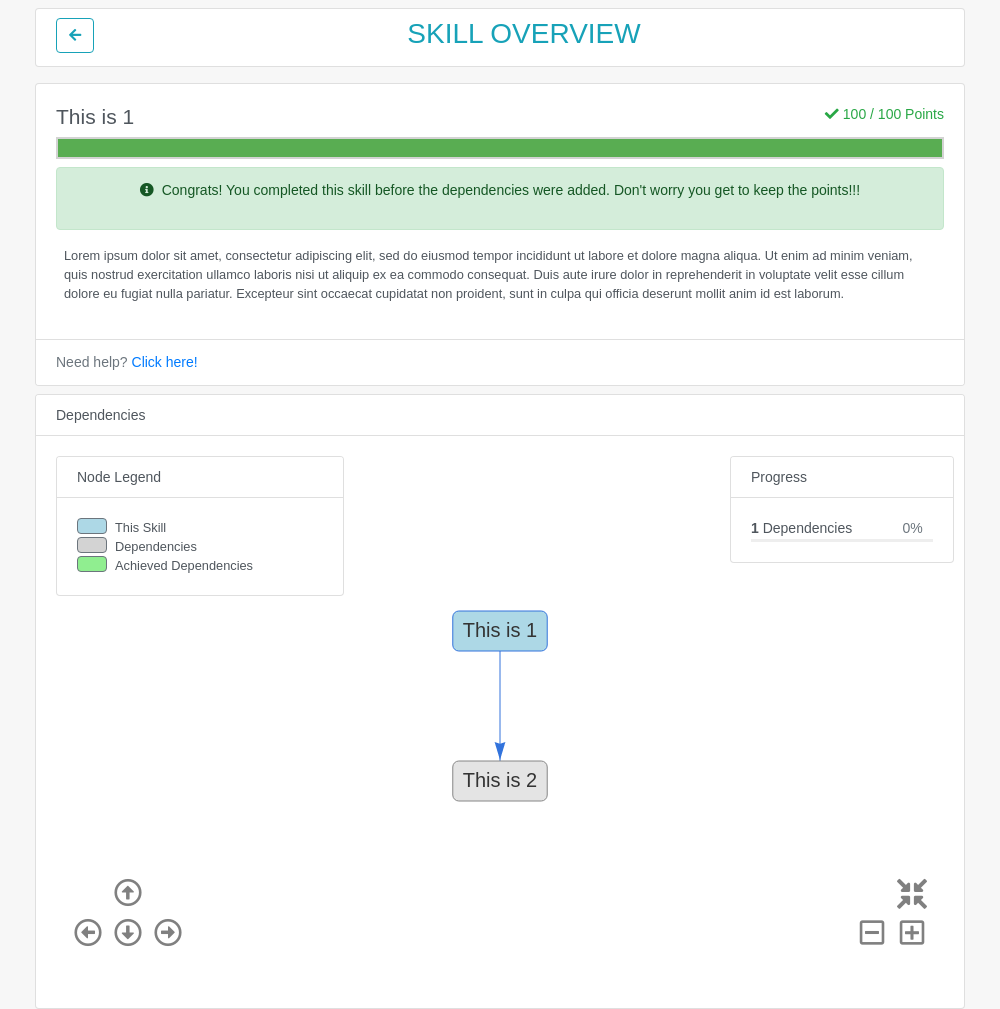 SKILL OVERVIEW
This is 1
100 / 100 Points
Congrats! You completed this skill before the dependencies were added. Don't worry you get to keep the points!!!
Lorem ipsum dolor sit amet, consectetur adipiscing elit, sed do eiusmod tempor incididunt ut labore et dolore magna aliqua. Ut enim ad minim veniam,
quis nostrud exercitation ullamco laboris nisi ut aliquip ex ea commodo consequat. Duis aute irure dolor in reprehenderit in voluptate velit esse cillum
dolore eu fugiat nulla pariatur. Excepteur sint occaecat cupidatat non proident, sunt in culpa qui officia deserunt mollit anim id est laborum.
Need help? Click here!
Dependencies
Node Legend
This Skill
Dependencies
Achieved Dependencies
Progress
1 Dependencies 0%
This is 1
This is 2